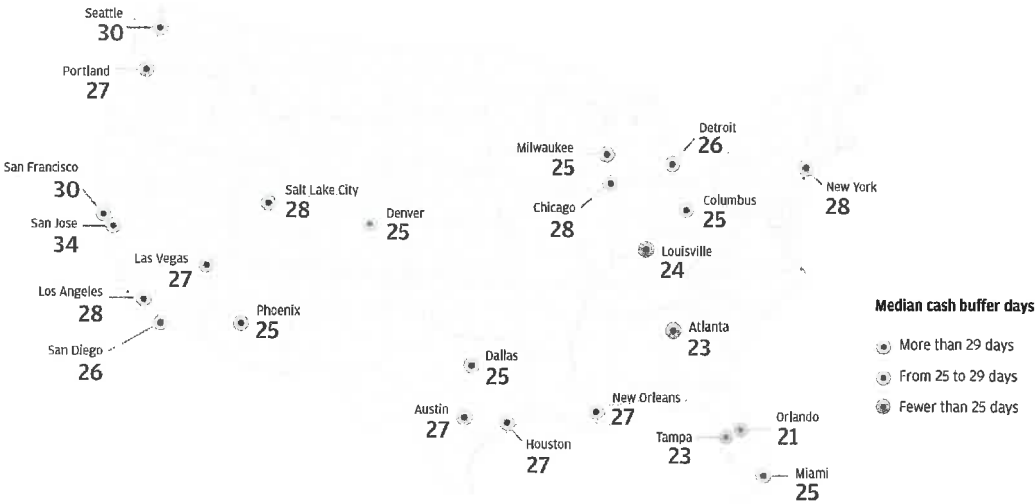 Seattle
30
Portland
27
San Francisco
30
San Jose
34
Las Vegas
27
Los Angeles
28
San Diego
26
Salt Lake City
28
Denver
25
Phoenix
25
Milwaukee
25
Chicago
28
Detroit
26
Columbus
25
Louisville
24
New York
28
Atlanta
23
Dallas
25
Austin
27
Houston
27
New Orleans
27
Tampa
23
Orlando
21
Miami
25
Median cash buffer days
More than 29 days
From 25 to 29 days
Fewer than 25 days